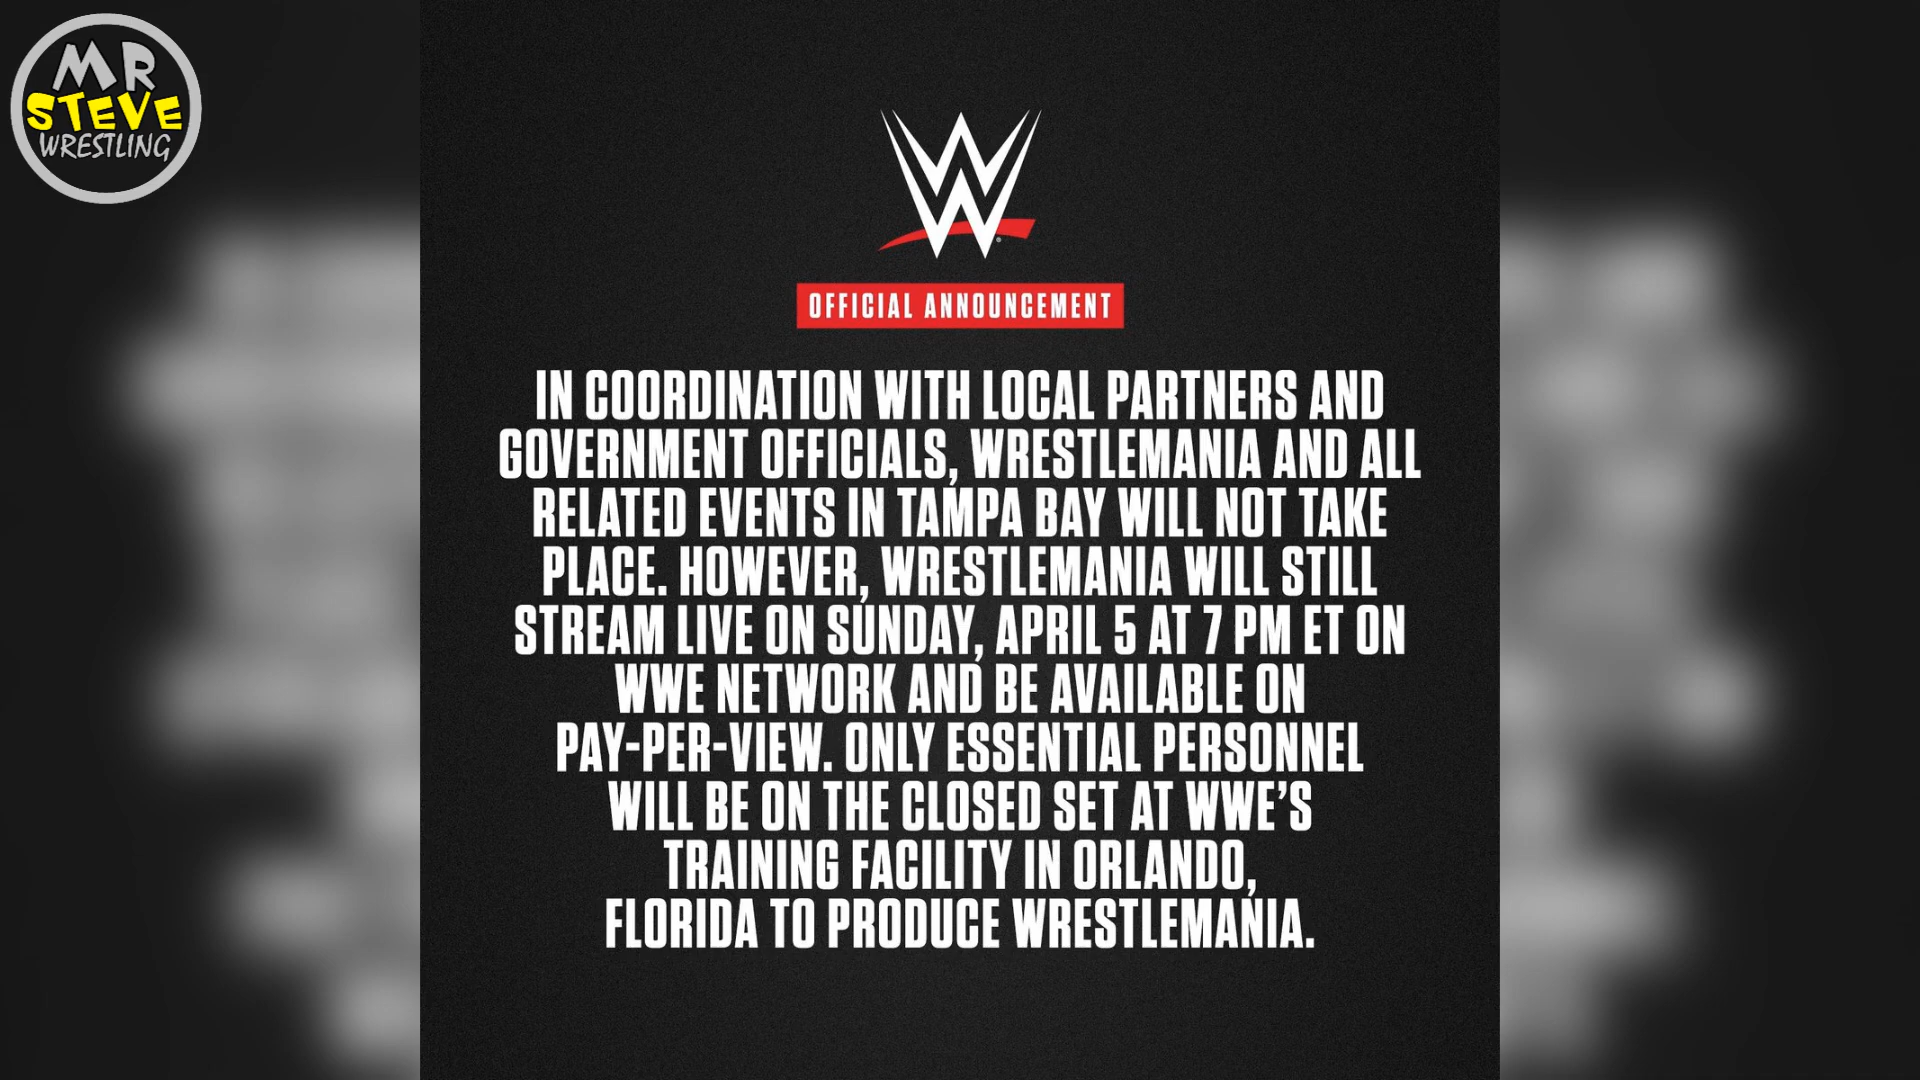 MR
STEVE
WRESTLING
W
OFFICIAL ANNOUNCEMENT
IN COORDINATION WITH LOCAL PARTNERS AND
GOVERNMENT OFFICIALS, WRESTLEMANIA AND ALL
RELATED EVENTS IN TAMPA BAY WILL NOT TAKE
PLACE. HOWEVER, WRESTLEMANIA WILL STILL
STREAM LIVE ON SUNDAY, APRIL 5 AT 7 PM ET ON
WWE NETWORK AND BE AVAILABLE ON
PAY-PER-VIEW. ONLY ESSENTIAL PERSONNEL
WILL BE ON THE CLOSED SET AT WWE'S
TRAINING FACILITY IN ORLANDO,
FLORIDA TO PRODUCE WRESTLEMANIA.